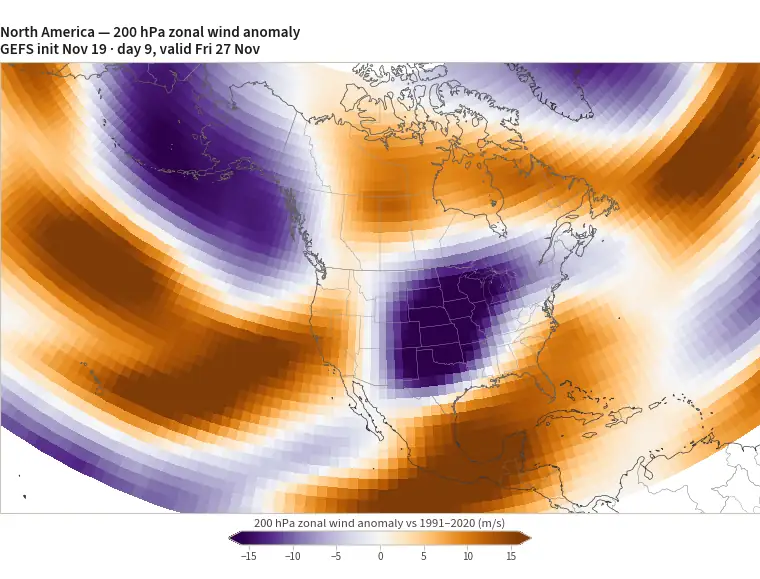 North America — 200 hPa zonal wind anomaly
GEFS init Nov 19 · day 9, valid Fri 27 Nov
200 hPa zonal wind anomaly vs 1991–2020 (m/s)
−15 −10 −5 0 5 10 15